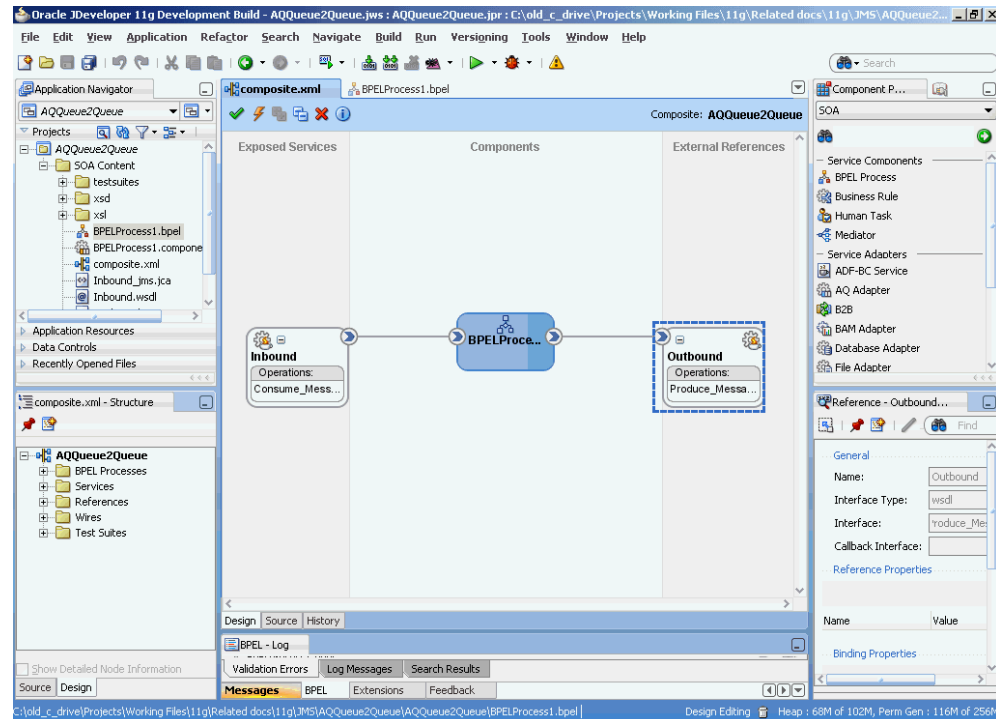 Oracle JDeveloper 11g Development Build - AQQueue2Queue.jws : AQQueue2Queue.jpr : C:\old_c_drive\Projects\Working Files\11g\Related docs\11g\JMS\AQQueue2...
File Edit View Application Refactor Search Navigate Build Run Versioning Tools Window Help
Search
Application Navigator
composite.xml
BPELProcess1.bpel
Component P...
AQQueue2Queue
Composite: AQQueue2Queue
SOA
Projects
Exposed Services
Components
External References
AQQueue2Queue
SOA Content
testsuites
xsd
xsl
BPELProcess1.bpel
BPELProcess1.compone
composite.xml
Inbound_jms.jca
Inbound.wsdl
Application Resources
Data Controls
Recently Opened Files
Inbound
Operations:
Consume_Mess...
BPELProce...
Outbound
Operations:
Produce_Messa...
Service Components
BPEL Process
Business Rule
Human Task
Mediator
Service Adapters
ADF-BC Service
AQ Adapter
B2B
BAM Adapter
Database Adapter
File Adapter
composite.xml - Structure
AQQueue2Queue
BPEL Processes
Services
References
Wires
Test Suites
Show Detailed Node Information
Source Design
Reference - Outboun...
Find
General
Name: Outbound
Interface Type: wsdl
Interface: roduce_Me
Callback Interface:
Reference Properties
Name Value
Binding Properties
Design Source History
BPEL - Log
Validation Errors Log Messages Search Results
Messages BPEL Extensions Feedback
C:\old_c_drive\Projects\Working Files\11g\Related docs\11g\JMS\AQQueue2Queue\AQQueue2Queue\BPELProcess1.bpel
Design Editing Heap : 68M of 102M, Perm Gen : 116M of 256M